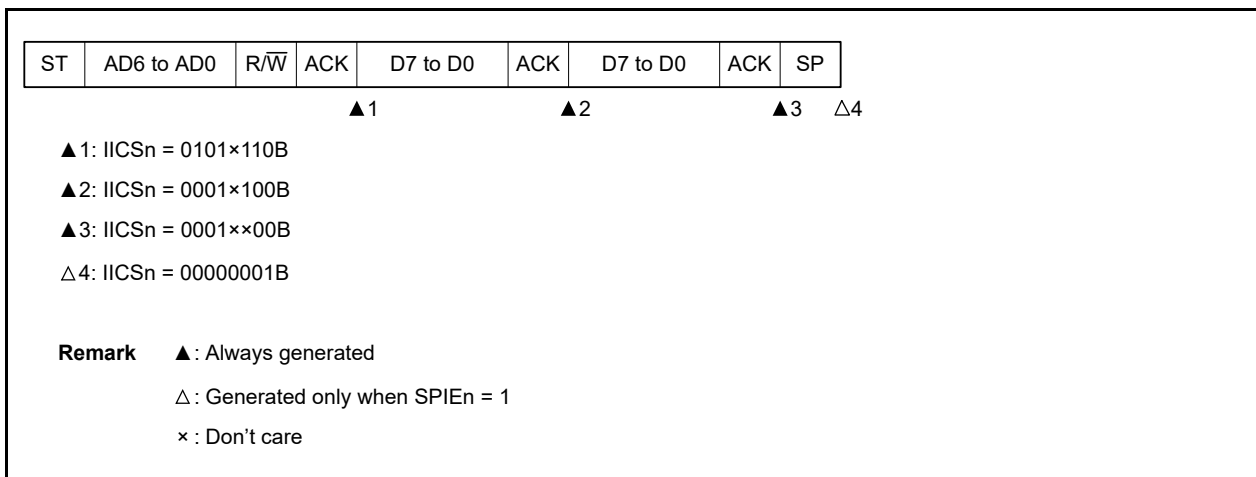 ST AD6 to AD0 R/W̅ ACK D7 to D0 ACK D7 to D0 ACK SP
▲1 ▲2 ▲3 △4
▲1: IICSn = 0101×110B
▲2: IICSn = 0001×100B
▲3: IICSn = 0001××00B
△4: IICSn = 00000001B
Remark ▲: Always generated
△: Generated only when SPIEn = 1
×: Don't care